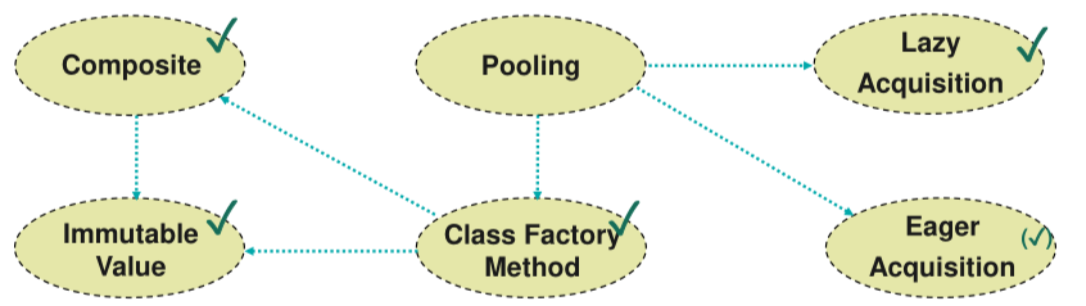 Composite
Pooling
Lazy
Acquisition
Immutable
Value
Class Factory
Method
Eager
Acquisition
(✓)